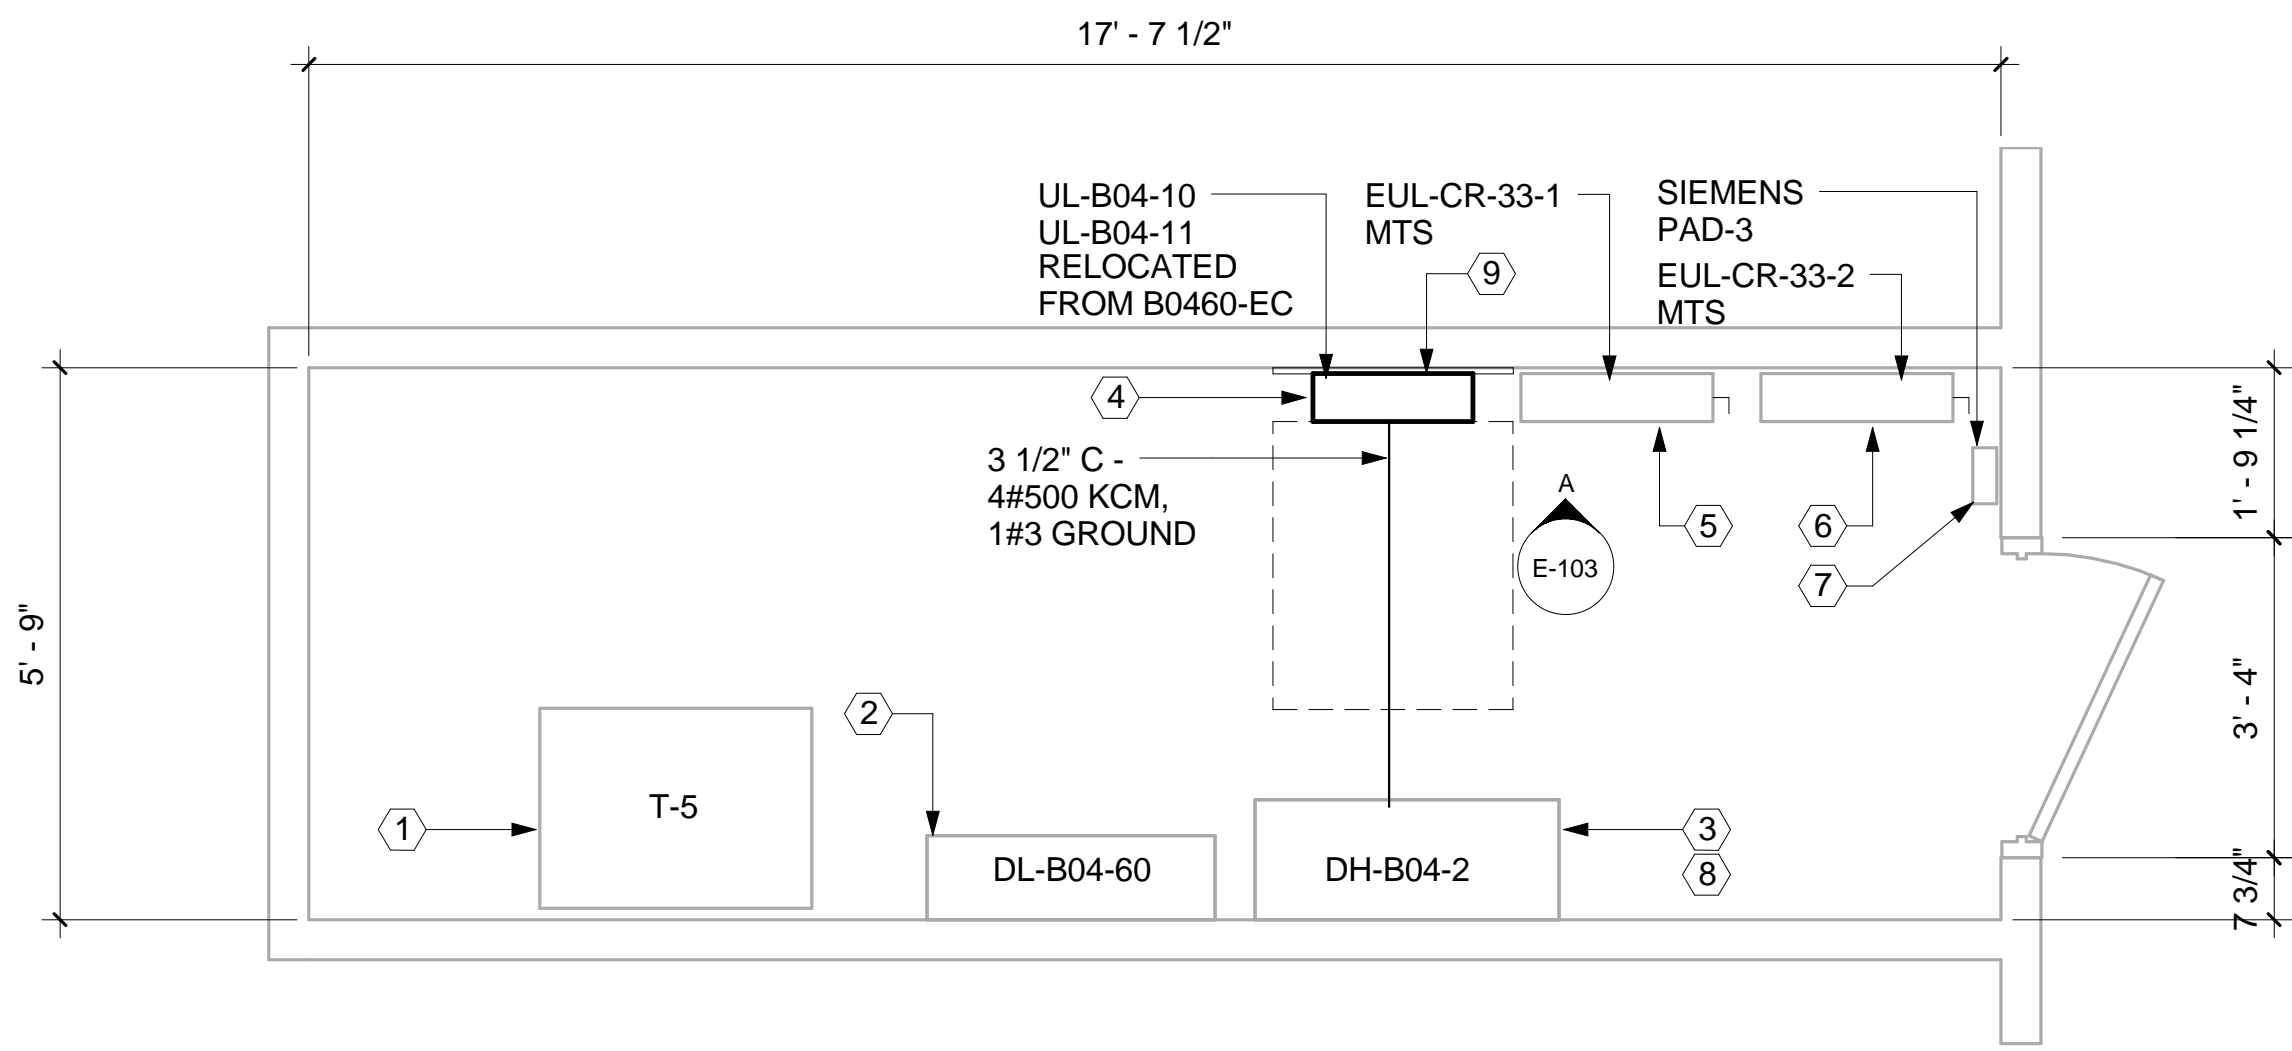 17' - 7 1/2"
UL-B04-10
UL-B04-11
RELOCATED
FROM B0460-EC
EUL-CR-33-1
MTS
SIEMENS
PAD-3
EUL-CR-33-2
MTS
9
4
3 1/2" C -
4#500 KCM,
1#3 GROUND
A
E-103
5
6
7
1' - 9 1/4"
5' - 9"
3' - 4"
2
T-5
1
3
DL-B04-60
DH-B04-2
8
7 3/4"